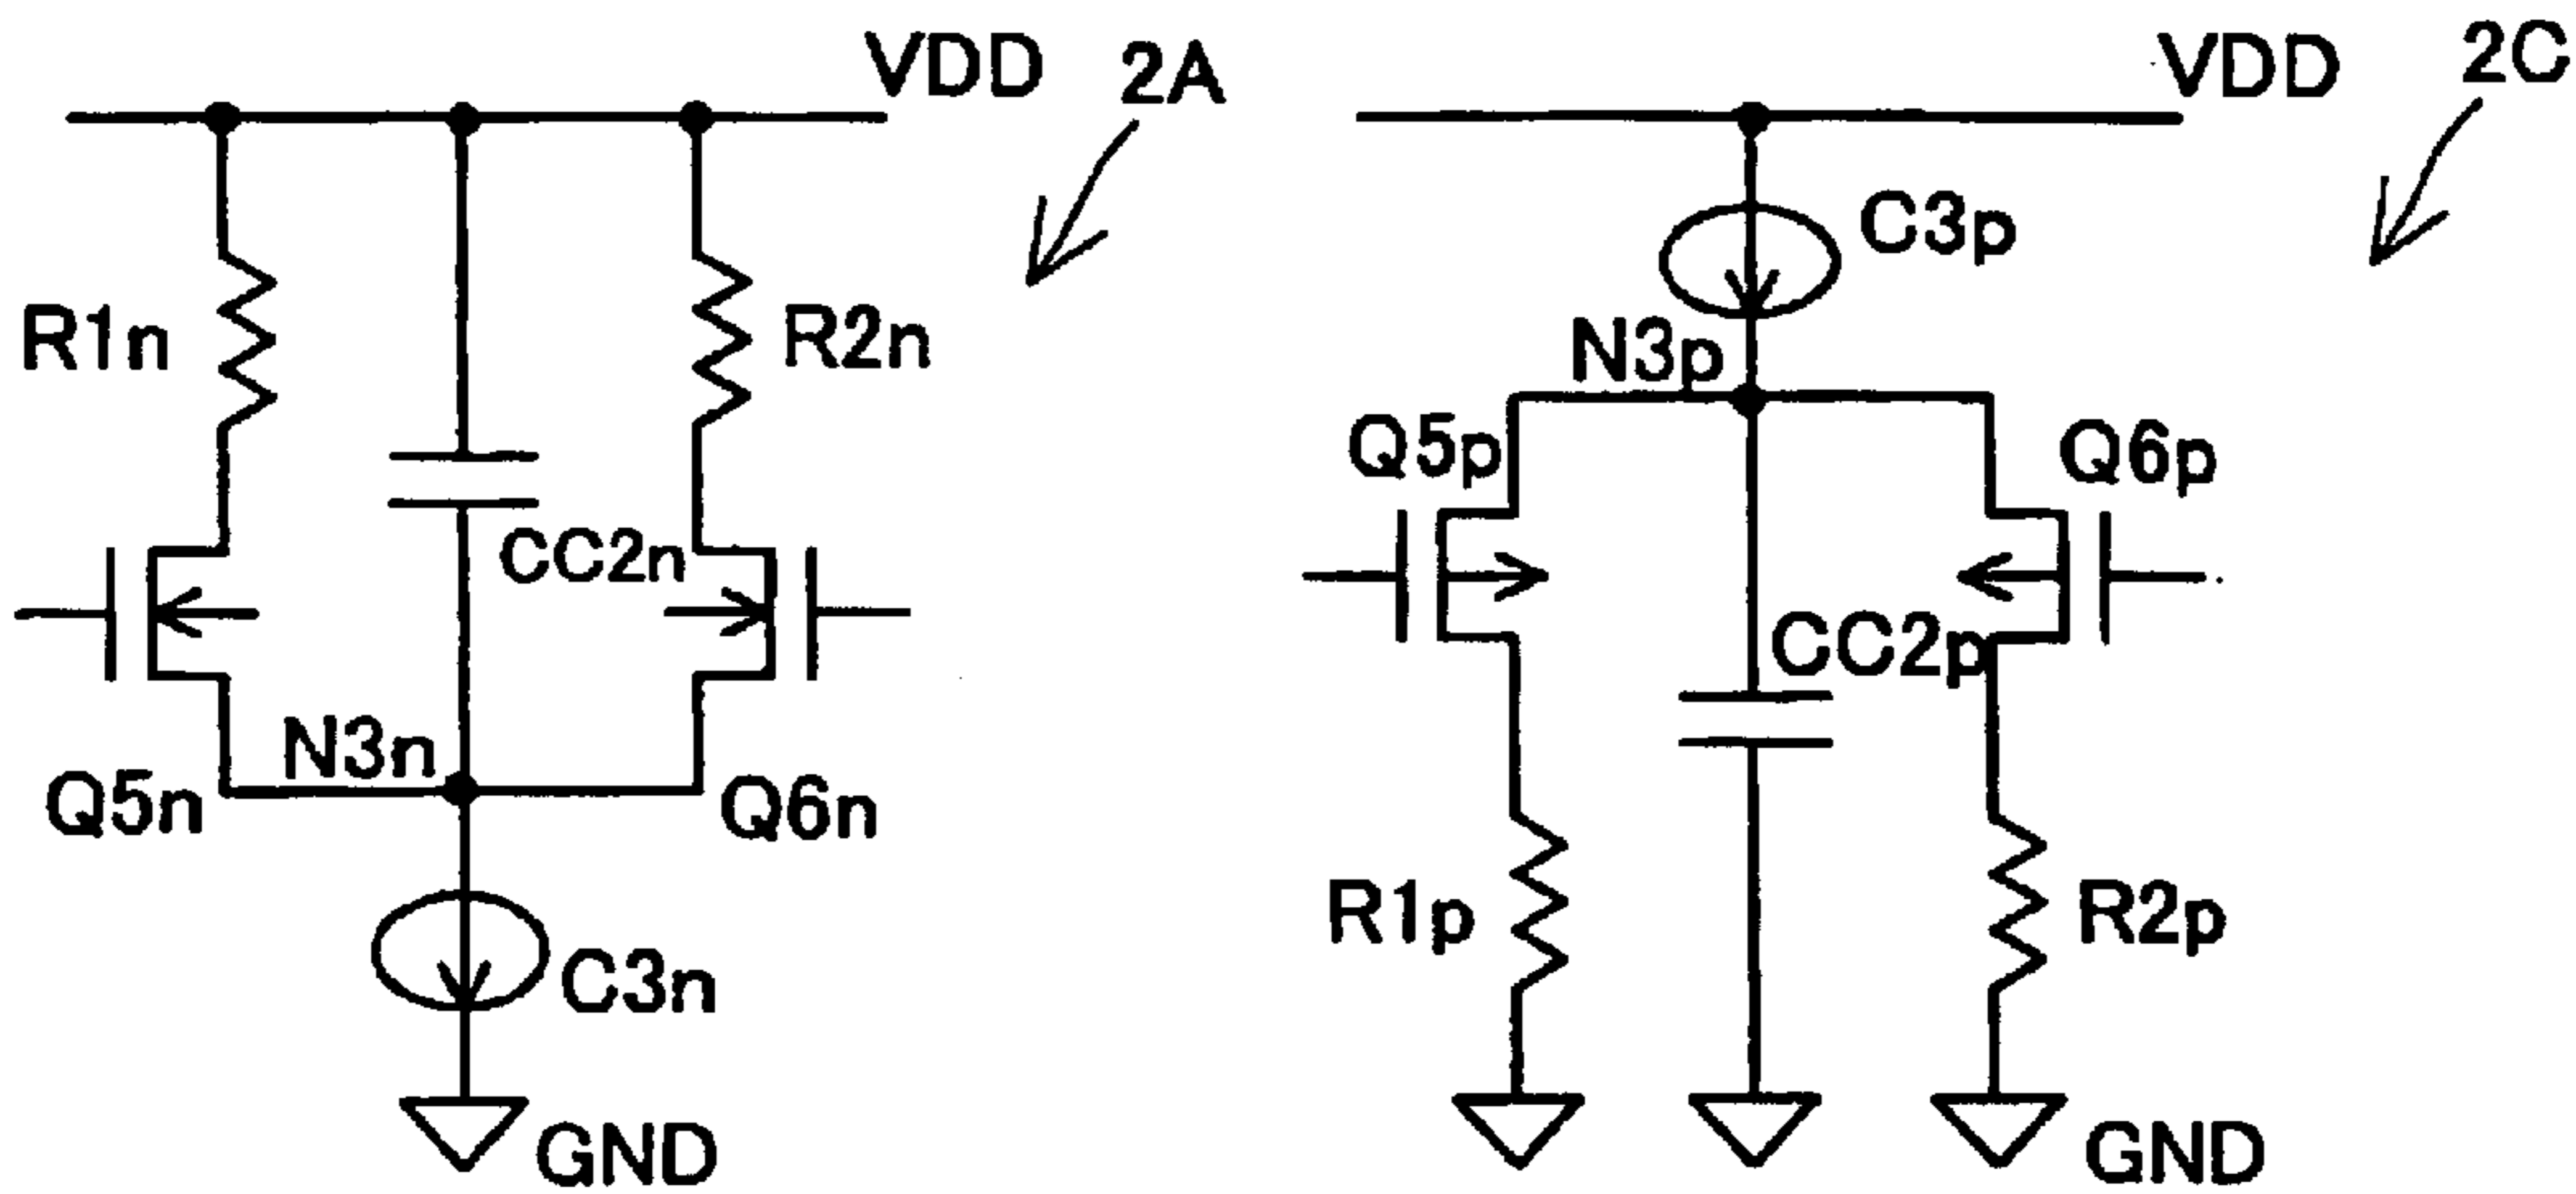 VDD
2A
R1n
R2n
CC2n
N3n
Q5n
Q6n
C3n
GND
VDD
2C
C3p
N3p
Q5p
Q6p
CC2p
R1p
R2p
GND